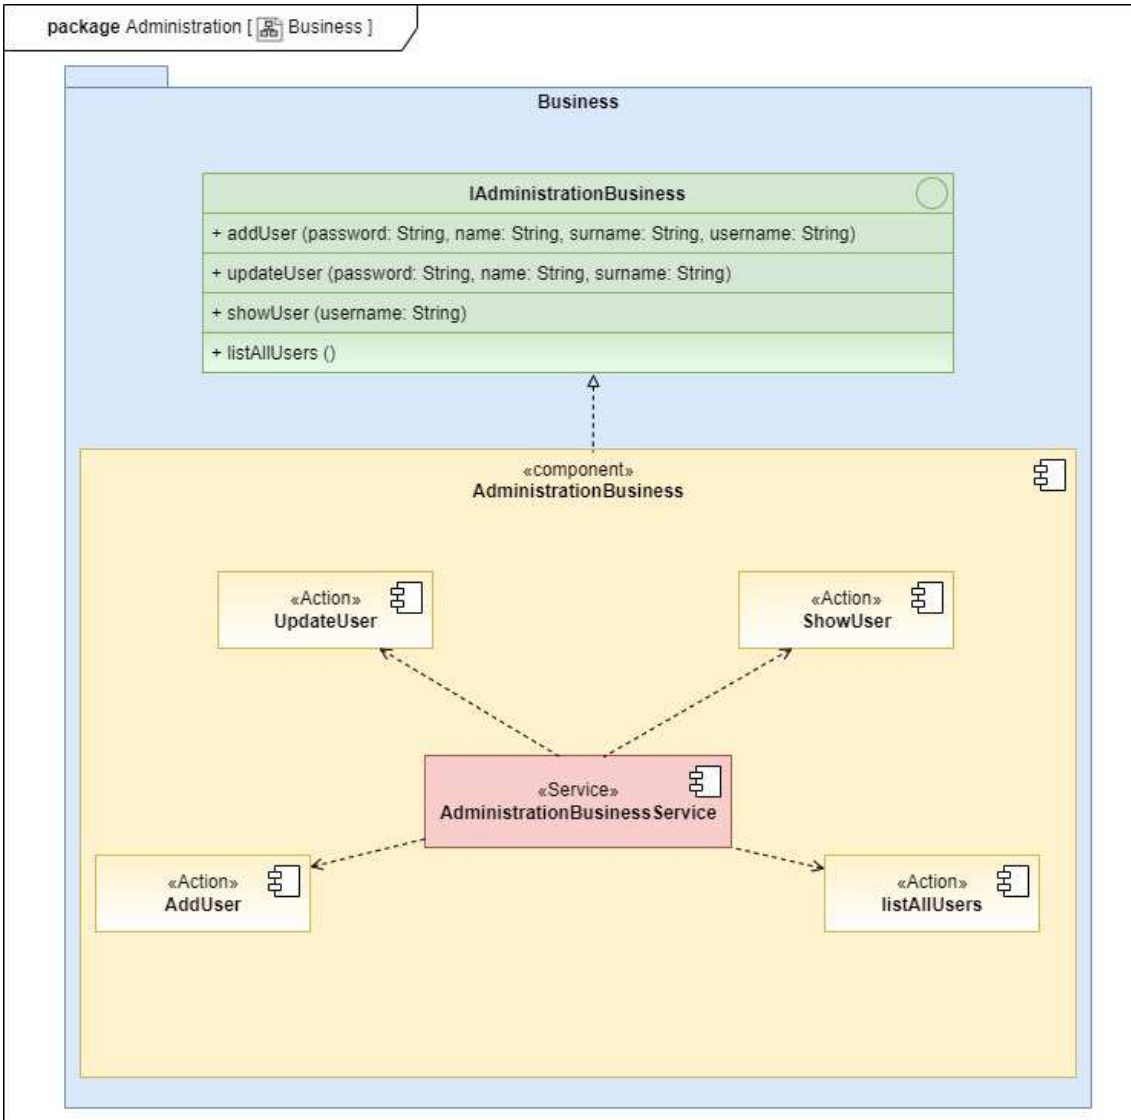 package Administration [ Business ]
Business
IAdministrationBusiness
+ addUser (password: String, name: String, surname: String, username: String)
+ updateUser (password: String, name: String, surname: String)
+ showUser (username: String)
+ listAllUsers ()
«component»
AdministrationBusiness
«Action»
UpdateUser
«Action»
ShowUser
«Service»
AdministrationBusinessService
«Action»
AddUser
«Action»
listAllUsers